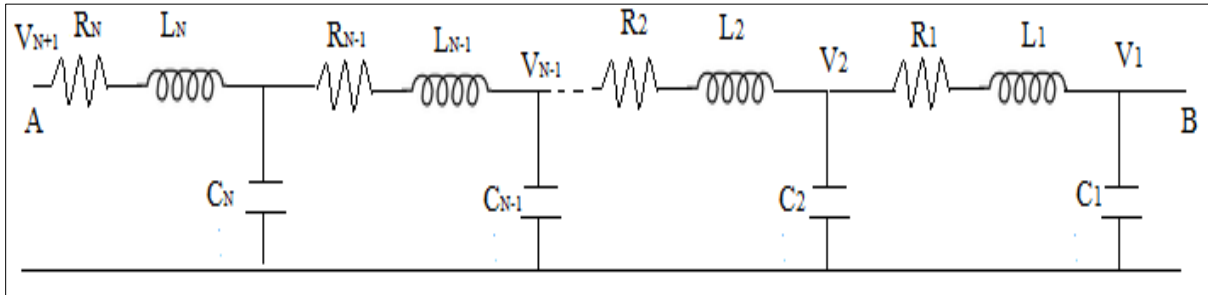 VN+1 RN LN RN-1 LN-1 VN-1 R2 L2 V2 R1 L1 V1
A B
CN CN-1 C2 C1